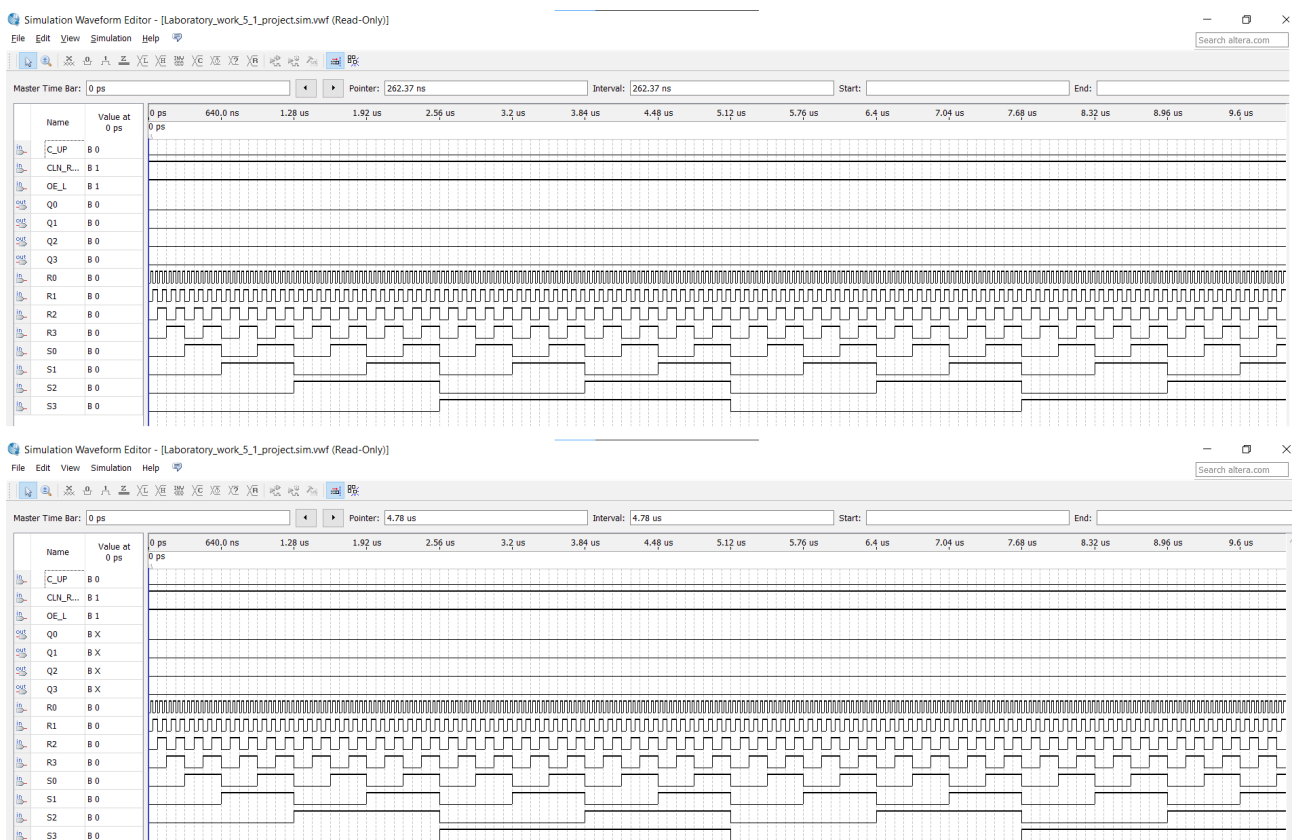 Simulation Waveform Editor - [Laboratory_work_5_1_project.sim.vwf (Read-Only)]
File Edit View Simulation Help
Search altera.com
Master Time Bar: 0 ps Pointer: 262.37 ns Interval: 262.37 ns Start: End:
Name Value at 0 ps
0 ps 640.0 ns 1.28 us 1.92 us 2.56 us 3.2 us 3.84 us 4.48 us 5.12 us 5.76 us 6.4 us 7.04 us 7.68 us 8.32 us 8.96 us 9.6 us
0 ps
C_UP B 0
CLN_R... B 1
OE_L B 1
Q0 B 0
Q1 B 0
Q2 B 0
Q3 B 0
R0 B 0
R1 B 0
R2 B 0
R3 B 0
S0 B 0
S1 B 0
S2 B 0
S3 B 0
Simulation Waveform Editor - [Laboratory_work_5_1_project.sim.vwf (Read-Only)]
File Edit View Simulation Help
Search altera.com
Master Time Bar: 0 ps Pointer: 4.78 us Interval: 4.78 us Start: End:
Name Value at 0 ps
0 ps 640.0 ns 1.28 us 1.92 us 2.56 us 3.2 us 3.84 us 4.48 us 5.12 us 5.76 us 6.4 us 7.04 us 7.68 us 8.32 us 8.96 us 9.6 us
0 ps
C_UP B 0
CLN_R... B 1
OE_L B 1
Q0 B X
Q1 B X
Q2 B X
Q3 B X
R0 B 0
R1 B 0
R2 B 0
R3 B 0
S0 B 0
S1 B 0
S2 B 0
S3 B 0